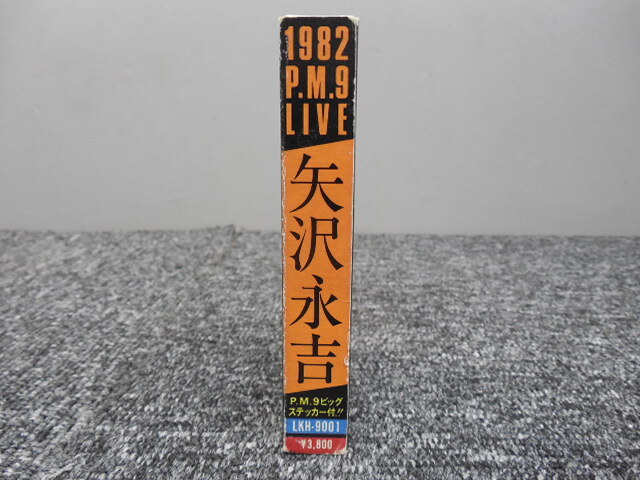 1982
P.M.9
LIVE
矢沢永吉
P.M.9ビッグ
ステッカー付!!
LKH-9001
¥3,800